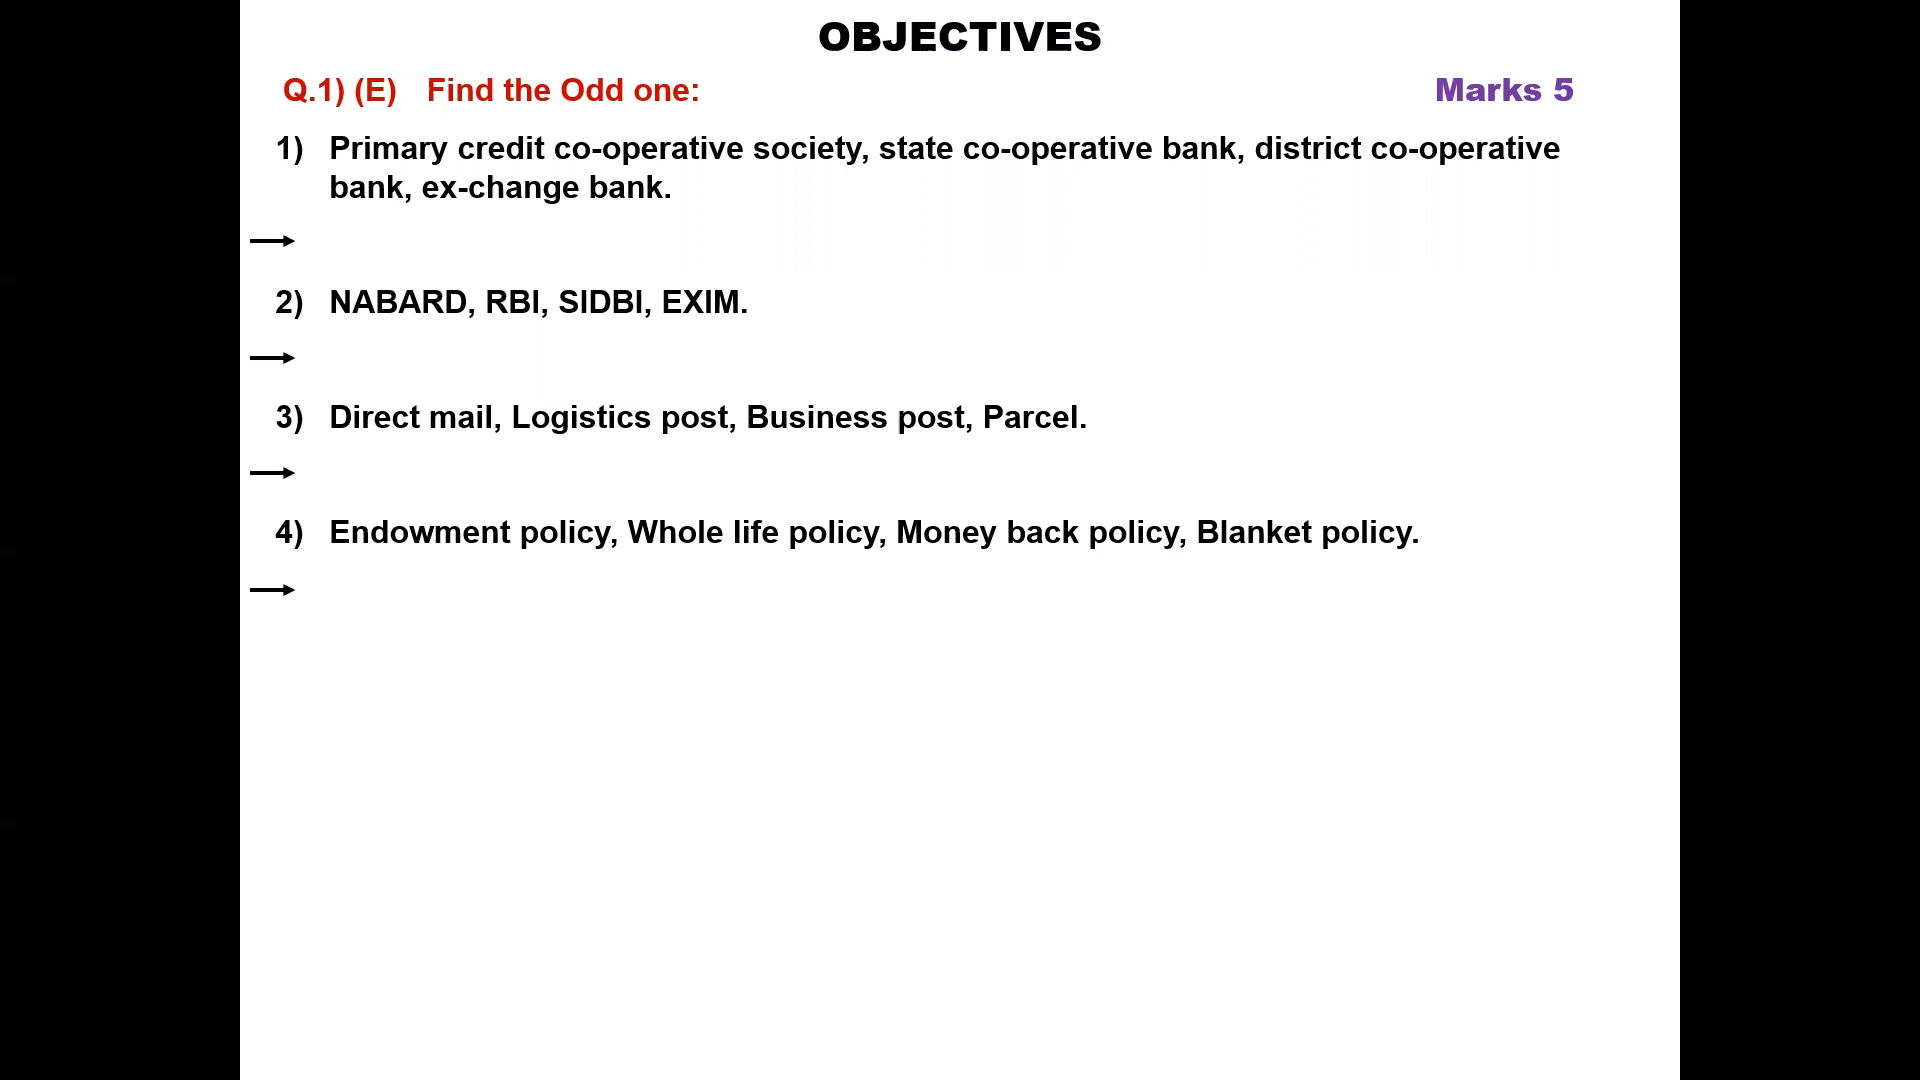 OBJECTIVES
Q.1) (E) Find the Odd one: Marks 5
1) Primary credit co-operative society, state co-operative bank, district co-operative
bank, ex-change bank.
2) NABARD, RBI, SIDBI, EXIM.
3) Direct mail, Logistics post, Business post, Parcel.
4) Endowment policy, Whole life policy, Money back policy, Blanket policy.